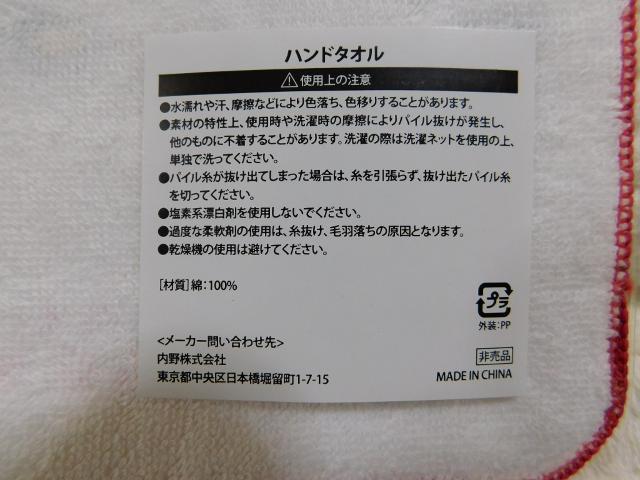 ハンドタオル
⚠使用上の注意
●水濡れや汗、摩擦などにより色落ち、色移りすることがあります。
●素材の特性上、使用時や洗濯時の摩擦によりパイル抜けが発生し、
他のものに不着することがあります。洗濯の際は洗濯ネットを使用の上、
単独で洗ってください。
●パイル糸が抜け出てしまった場合は、糸を引張らず、抜け出たパイル糸
を切ってください。
●塩素系漂白剤を使用しないでください。
●過度な柔軟剤の使用は、糸抜け、毛羽落ちの原因となります。
●乾燥機の使用は避けてください。
[材質]綿：100%
プラ
外装：PP
<メーカー問い合わせ先>
内野株式会社
東京都中央区日本橋堀留町1-7-15
非売品
MADE IN CHINA